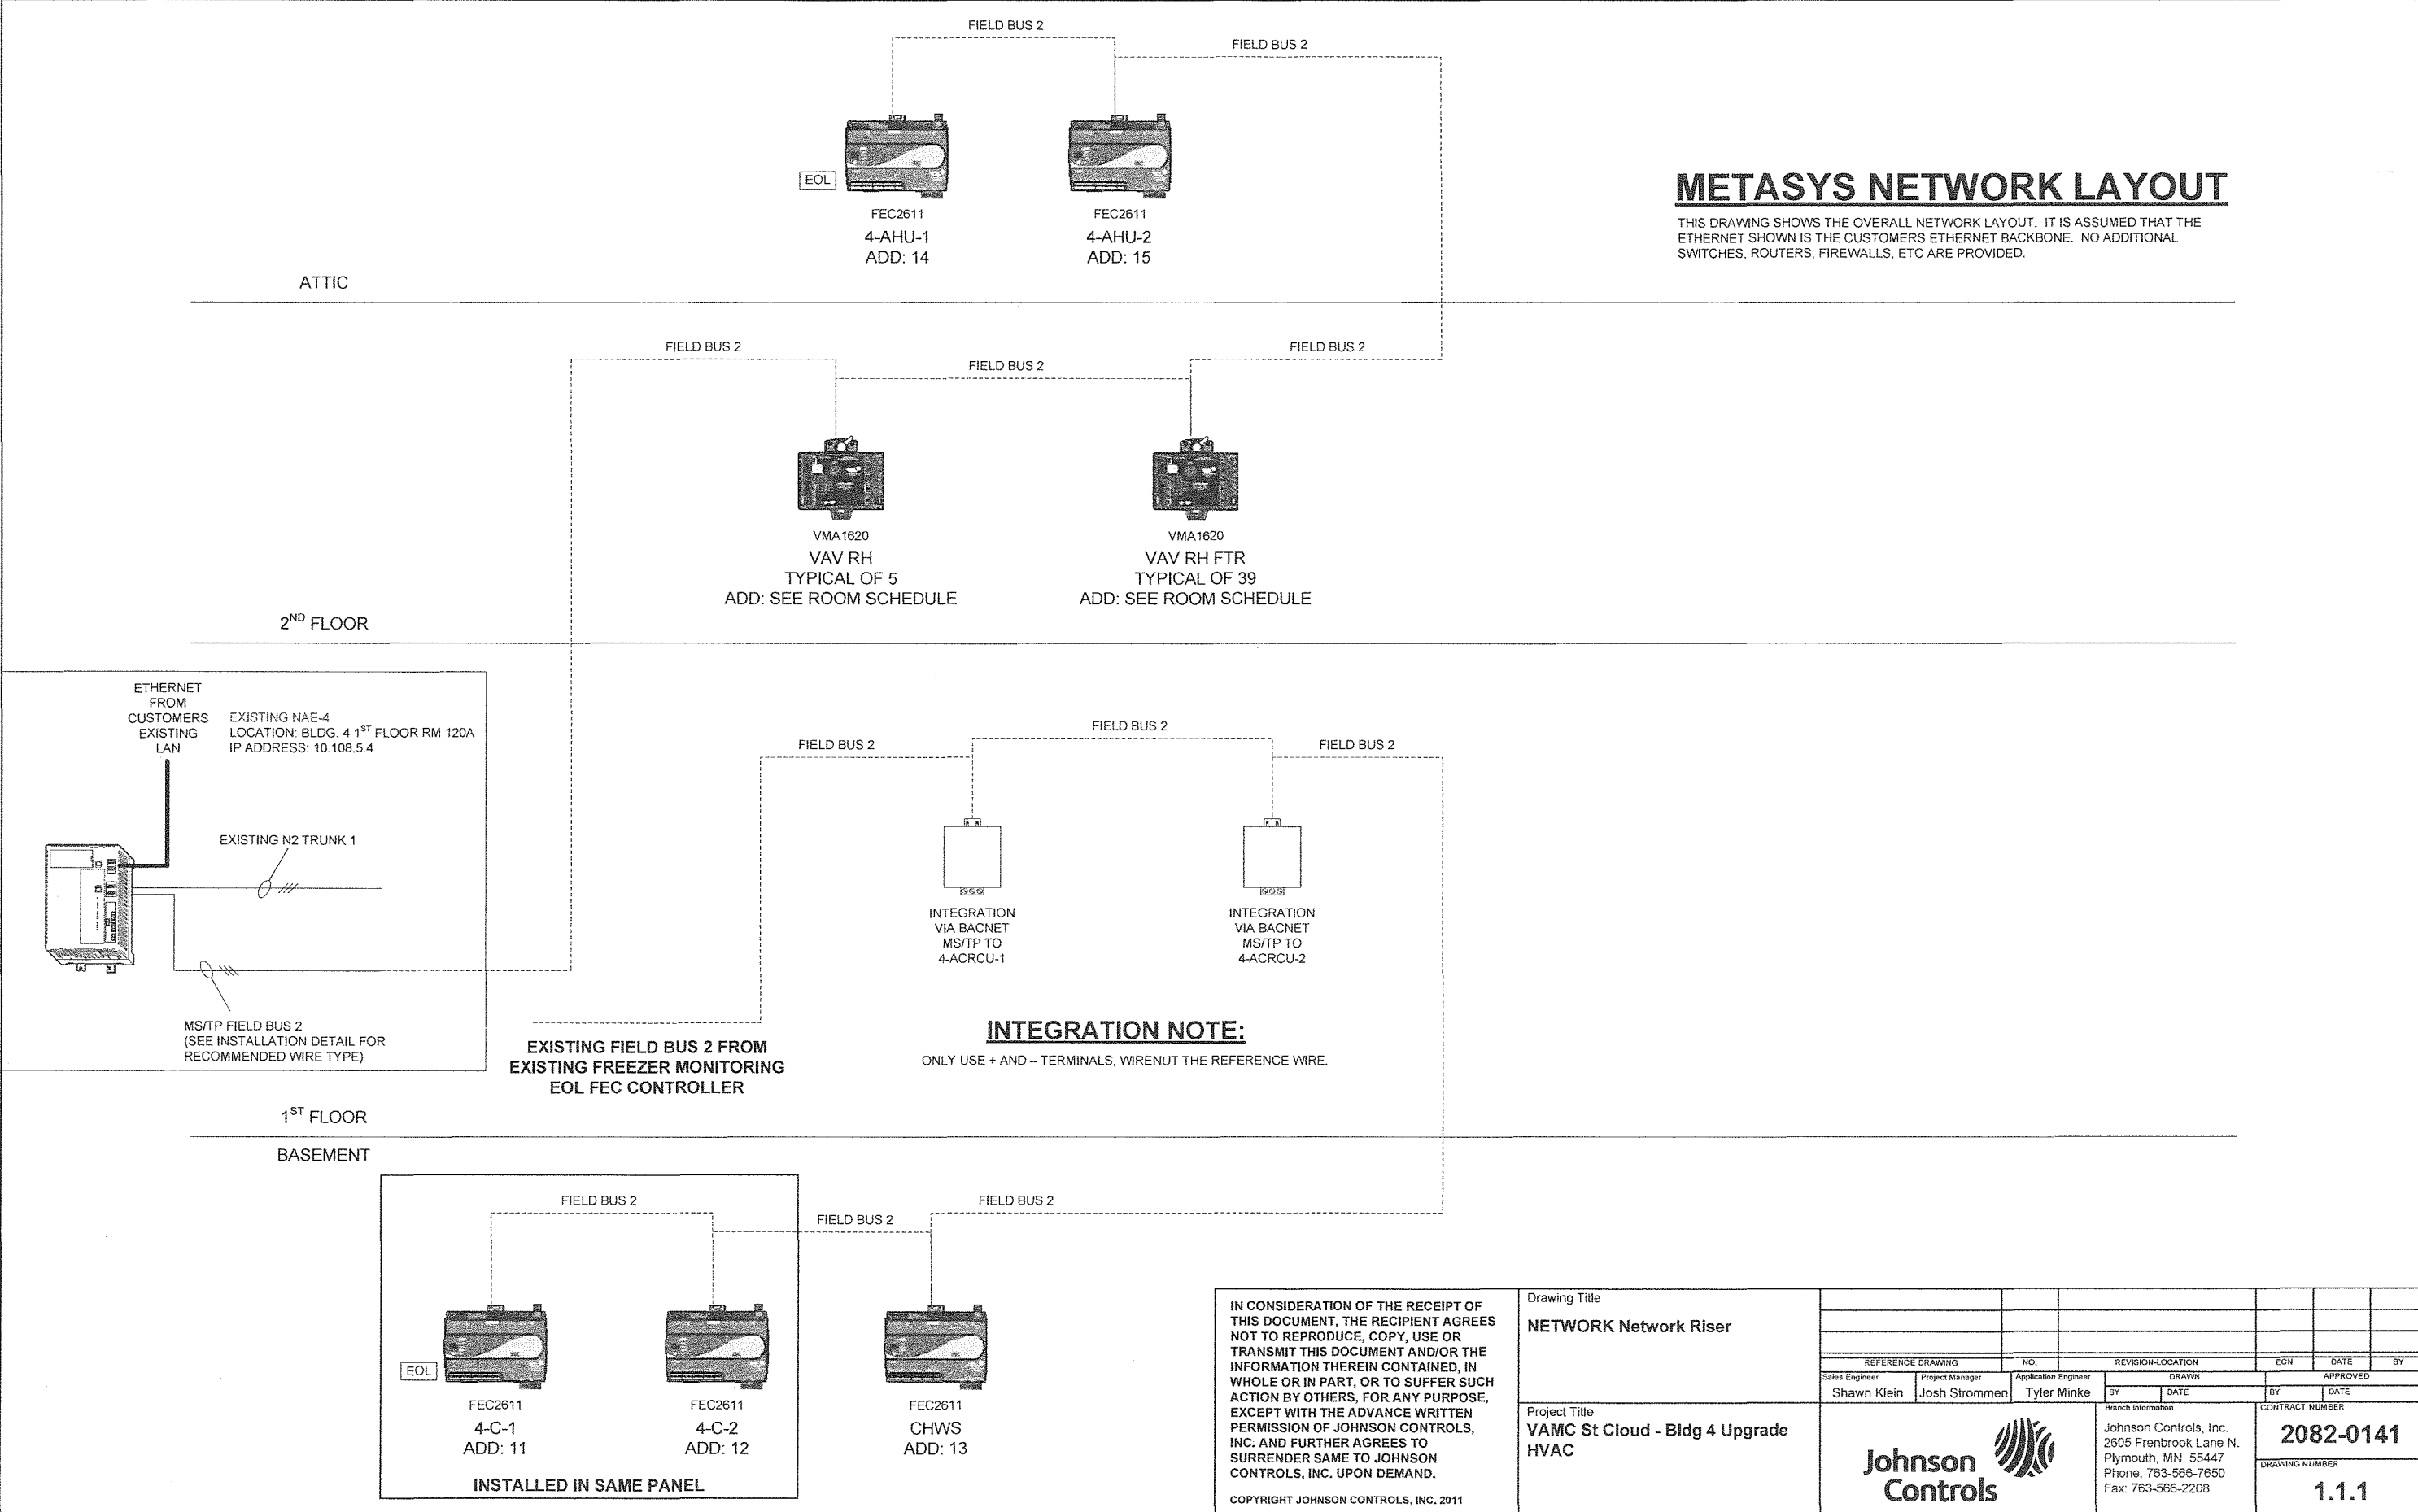 FIELD BUS 2
FIELD BUS 2
EOL
FEC2611
4-AHU-1
ADD: 14
FEC2611
4-AHU-2
ADD: 15
METASYS NETWORK LAYOUT
THIS DRAWING SHOWS THE OVERALL NETWORK LAYOUT. IT IS ASSUMED THAT THE
ETHERNET SHOWN IS THE CUSTOMERS ETHERNET BACKBONE. NO ADDITIONAL
SWITCHES, ROUTERS, FIREWALLS, ETC ARE PROVIDED.
ATTIC
FIELD BUS 2
FIELD BUS 2
FIELD BUS 2
VMA1620
VAV RH
TYPICAL OF 5
ADD: SEE ROOM SCHEDULE
VMA1620
VAV RH FTR
TYPICAL OF 39
ADD: SEE ROOM SCHEDULE
2ND FLOOR
ETHERNET
FROM
CUSTOMERS
EXISTING
LAN
EXISTING NAE-4
LOCATION: BLDG. 4 1ST FLOOR RM 120A
IP ADDRESS: 10.108.5.4
EXISTING N2 TRUNK 1
MS/TP FIELD BUS 2
(SEE INSTALLATION DETAIL FOR
RECOMMENDED WIRE TYPE)
FIELD BUS 2
FIELD BUS 2
FIELD BUS 2
INTEGRATION
VIA BACNET
MS/TP TO
4-ACRCU-1
INTEGRATION
VIA BACNET
MS/TP TO
4-ACRCU-2
EXISTING FIELD BUS 2 FROM
EXISTING FREEZER MONITORING
EOL FEC CONTROLLER
INTEGRATION NOTE:
ONLY USE + AND – TERMINALS, WIRENUT THE REFERENCE WIRE.
1ST FLOOR
BASEMENT
FIELD BUS 2
FIELD BUS 2
FIELD BUS 2
EOL
FEC2611
4-C-1
ADD: 11
FEC2611
4-C-2
ADD: 12
INSTALLED IN SAME PANEL
FEC2611
CHWS
ADD: 13
IN CONSIDERATION OF THE RECEIPT OF
THIS DOCUMENT, THE RECIPIENT AGREES
NOT TO REPRODUCE, COPY, USE OR
TRANSMIT THIS DOCUMENT AND/OR THE
INFORMATION THEREIN CONTAINED, IN
WHOLE OR IN PART, OR TO SUFFER SUCH
ACTION BY OTHERS, FOR ANY PURPOSE,
EXCEPT WITH THE ADVANCE WRITTEN
PERMISSION OF JOHNSON CONTROLS,
INC. AND FURTHER AGREES TO
SURRENDER SAME TO JOHNSON
CONTROLS, INC. UPON DEMAND.
COPYRIGHT JOHNSON CONTROLS, INC. 2011
Drawing Title
NETWORK Network Riser
Project Title
VAMC St Cloud - Bldg 4 Upgrade
HVAC
REFERENCE DRAWING NO. REVISION-LOCATION ECN DATE BY
Sales Engineer Project Manager Application Engineer DRAWN APPROVED
Shawn Klein Josh Strommen Tyler Minke BY DATE BY DATE
Johnson
Controls
Branch Information
Johnson Controls, Inc.
2605 Frenbrook Lane N.
Plymouth, MN 55447
Phone: 763-566-7650
Fax: 763-566-2208
CONTRACT NUMBER
2082-0141
DRAWING NUMBER
1.1.1